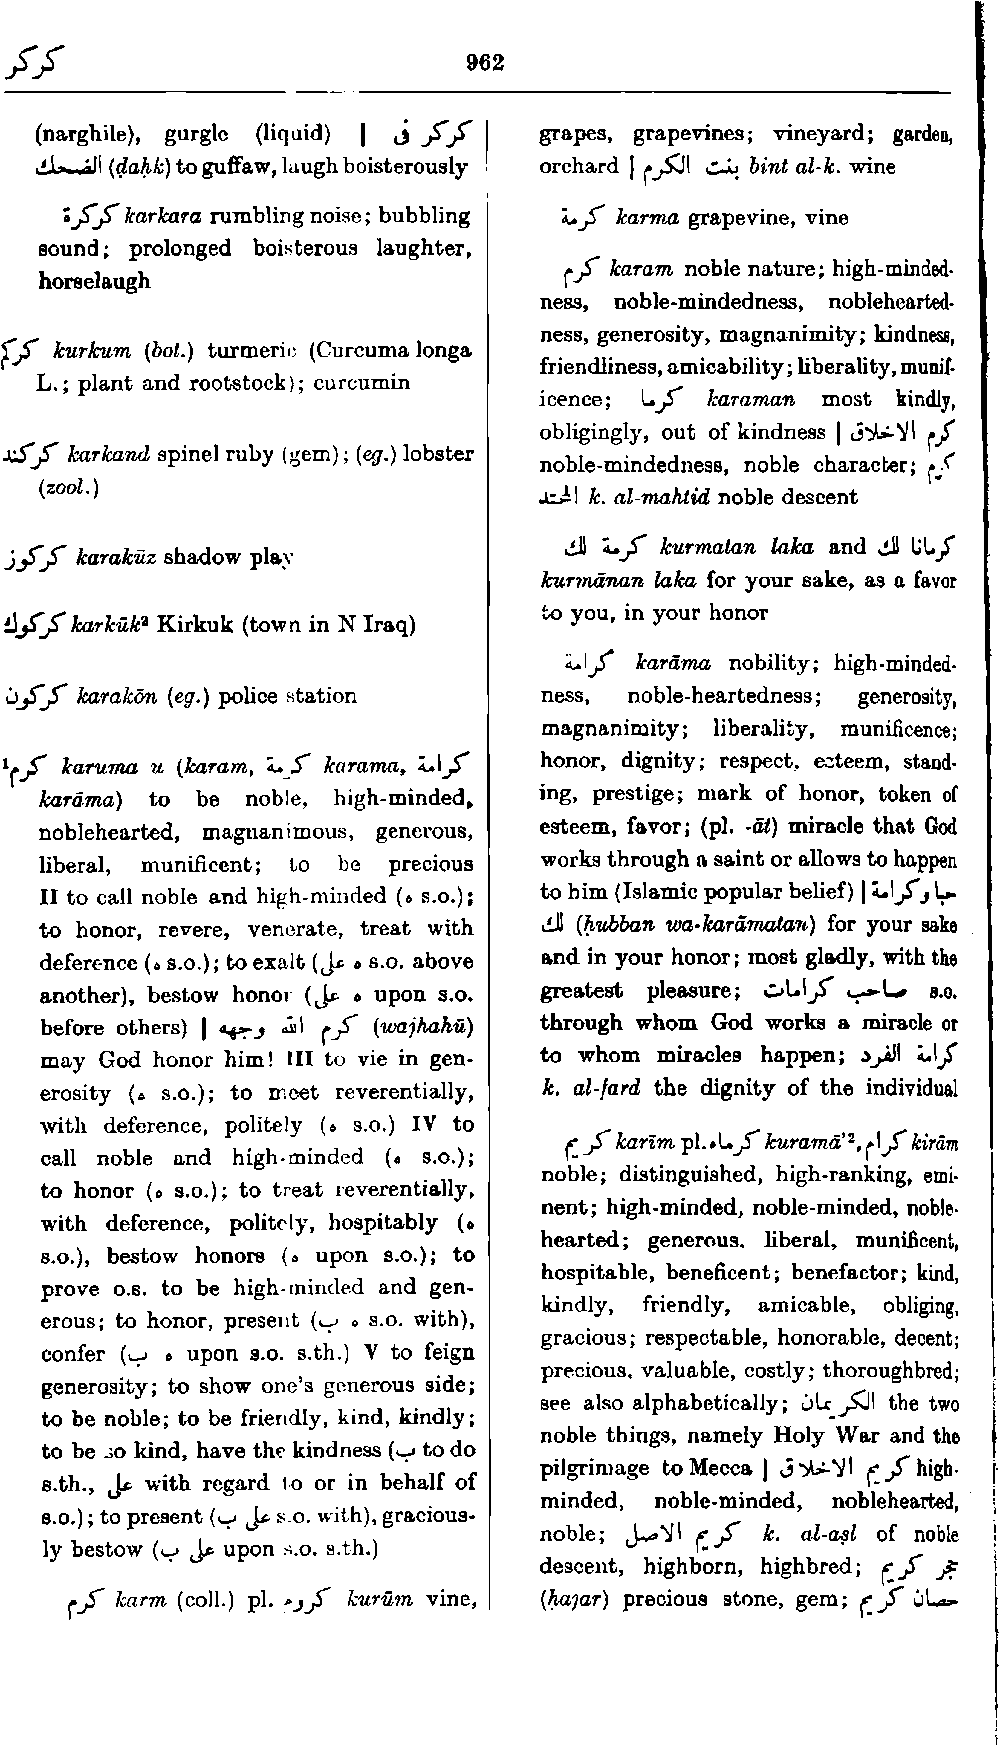 كركر
962
(narghile), gurgle (liquid) | كركر فى
الضحك (ḍaḥk) to guffaw, laugh boisterously
كركرة karkara rumbling noise; bubbling
sound; prolonged boisterous laughter,
horselaugh
كركم kurkum (bot.) turmeric (Curcuma longa
L.; plant and rootstock); curcumin
كركند karkand spinel ruby (gem); (eg.) lobster
(zool.)
كركوز karakūz shadow play
كركوك karkūk² Kirkuk (town in N Iraq)
كركون karakōn (eg.) police station
¹كرم karuma u (karam, كرمة karama, كرامة
karāma) to be noble, high-minded,
noblehearted, magnanimous, generous,
liberal, munificent; to be precious
II to call noble and high-minded (ه s.o.);
to honor, revere, venerate, treat with
deference (ه s.o.); to exalt (على ه s.o. above
another), bestow honor (على ه upon s.o.
before others) | كرم الله وجهه (wajhahū)
may God honor him! III to vie in gen-
erosity (ه s.o.); to meet reverentially,
with deference, politely (ه s.o.) IV to
call noble and high-minded (ه s.o.);
to honor (ه s.o.); to treat reverentially,
with deference, politely, hospitably (ه
s.o.), bestow honors (ه upon s.o.); to
prove o.s. to be high-minded and gen-
erous; to honor, present (ب ه s.o. with),
confer (ب ه upon s.o. s.th.) V to feign
generosity; to show one's generous side;
to be noble; to be friendly, kind, kindly;
to be so kind, have the kindness (ب to do
s.th., على with regard to or in behalf of
s.o.); to present (على ب s.o. with), gracious-
ly bestow (على ب upon s.o. s.th.)
كرم karm (coll.) pl. كروم kurūm vine,
grapes, grapevines; vineyard; garden,
orchard | بنت الكرم bint al-k. wine
كرمة karma grapevine, vine
كرم karam noble nature; high-minded-
ness, noble-mindedness, nobleheartеd-
ness, generosity, magnanimity; kindness,
friendliness, amicability; liberality, munif-
icence; كرما karaman most kindly,
obligingly, out of kindness | كرم الاخلاق
noble-mindedness, noble character; كرم
المحتد k. al-maḥtid noble descent
كرمة لك kurmatan laka and كرمانا لك
kurmānan laka for your sake, as a favor
to you, in your honor
كرامة karāma nobility; high-minded-
ness, noble-heartedness; generosity,
magnanimity; liberality, munificence;
honor, dignity; respect, esteem, stand-
ing, prestige; mark of honor, token of
esteem, favor; (pl. -āt) miracle that God
works through a saint or allows to happen
to him (Islamic popular belief) | حبا وكرامة
لك (ḥubban wa-karāmatan) for your sake
and in your honor; most gladly, with the
greatest pleasure; صاحب كرامات s.o.
through whom God works a miracle or
to whom miracles happen; كرامة الفرد
k. al-fard the dignity of the individual
كريم karīm pl. كرماء kuramā'², كرام kirām
noble; distinguished, high-ranking, emi-
nent; high-minded, noble-minded, noble-
hearted; generous, liberal, munificent,
hospitable, beneficent; benefactor; kind,
kindly, friendly, amicable, obliging,
gracious; respectable, honorable, decent;
precious, valuable, costly; thoroughbred;
see also alphabetically; الكريمان the two
noble things, namely Holy War and the
pilgrimage to Mecca | كريم الاخلاق high-
minded, noble-minded, noblehearted,
noble; كريم الاصل k. al-aṣl of noble
descent, highborn, highbred; حجر كريم
(ḥajar) precious stone, gem; حصان كريم